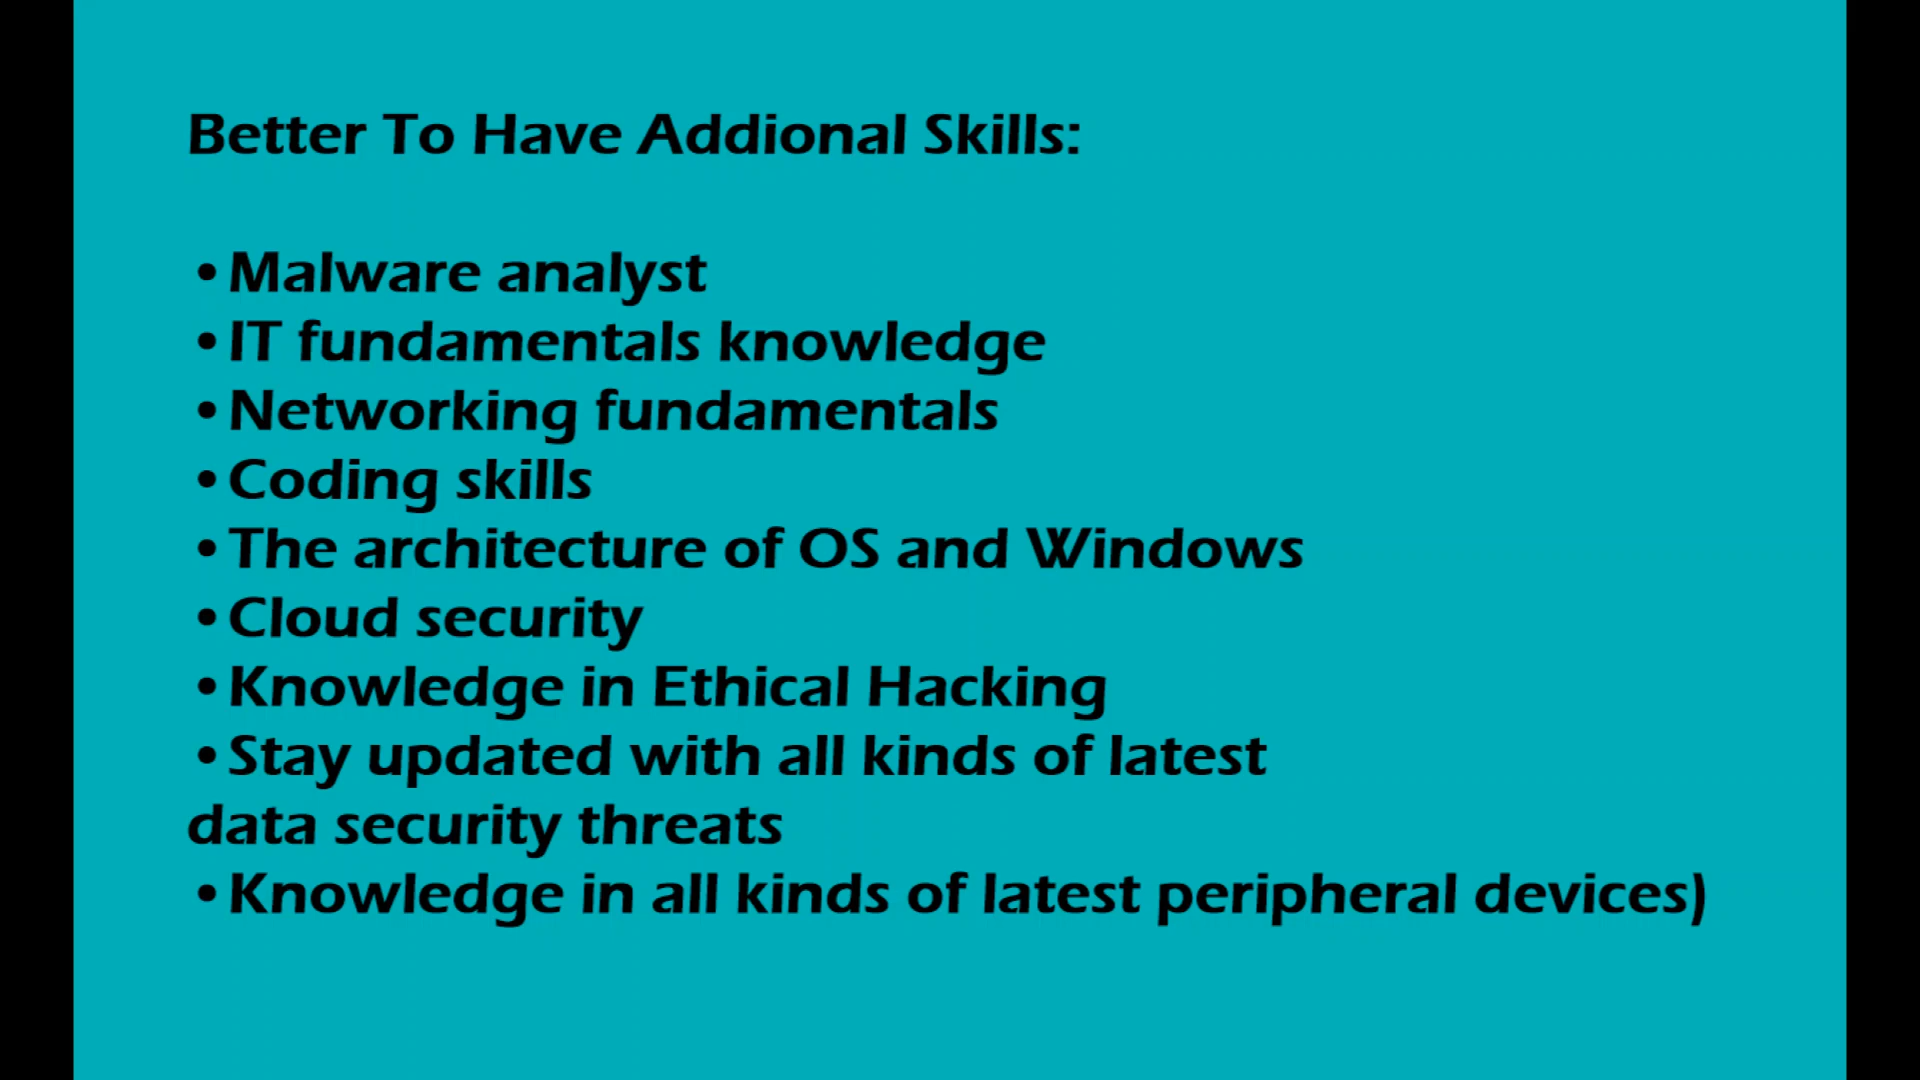 Better To Have Addional Skills:
•Malware analyst
•IT fundamentals knowledge
•Networking fundamentals
•Coding skills
•The architecture of OS and Windows
•Cloud security
•Knowledge in Ethical Hacking
•Stay updated with all kinds of latest
data security threats
•Knowledge in all kinds of latest peripheral devices)